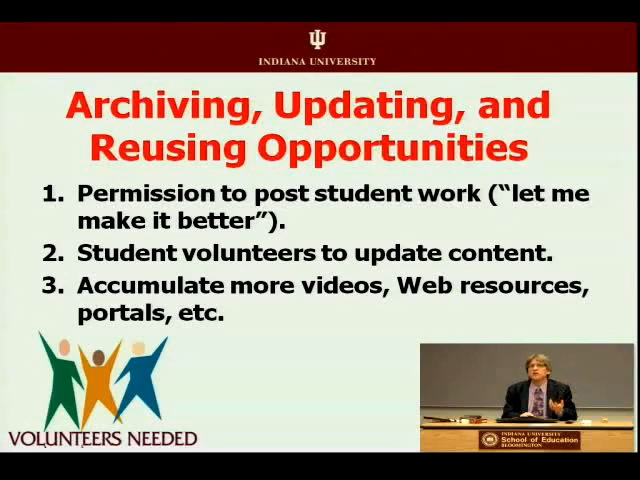 INDIANA UNIVERSITY
Archiving, Updating, and
Reusing Opportunities
1. Permission to post student work (“let me
make it better”).
2. Student volunteers to update content.
3. Accumulate more videos, Web resources,
portals, etc.
VOLUNTEERS NEEDED
INDIANA UNIVERSITY
School of Education
BLOOMINGTON